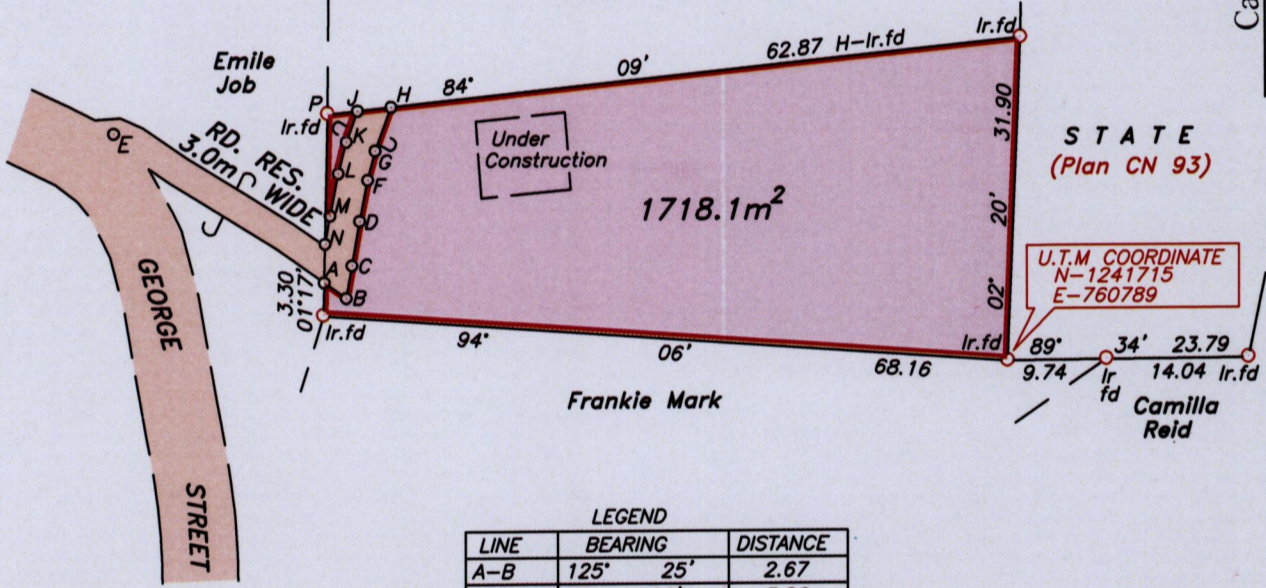 Ca
Ir.fd
62.87 H-Ir.fd
09'
84°
Emile
Job
P
J
H
Ir.fd
K
G
E
RD. RES.
3.0m WIDE
L
F
M
D
N
A
C
B
Under
Construction
1718.1m²
31.90
20'
02°
STATE
(Plan CN 93)
U.T.M COORDINATE
N-1241715
E-760789
3.30
01°17'
Ir.fd
94°
06'
68.16
Ir.fd
89°
34'
23.79
9.74
Ir
fd
14.04
Ir.fd
Camilla
Reid
Frankie Mark
GEORGE
STREET
LEGEND
LINE BEARING DISTANCE
A-B 125° 25' 2.67